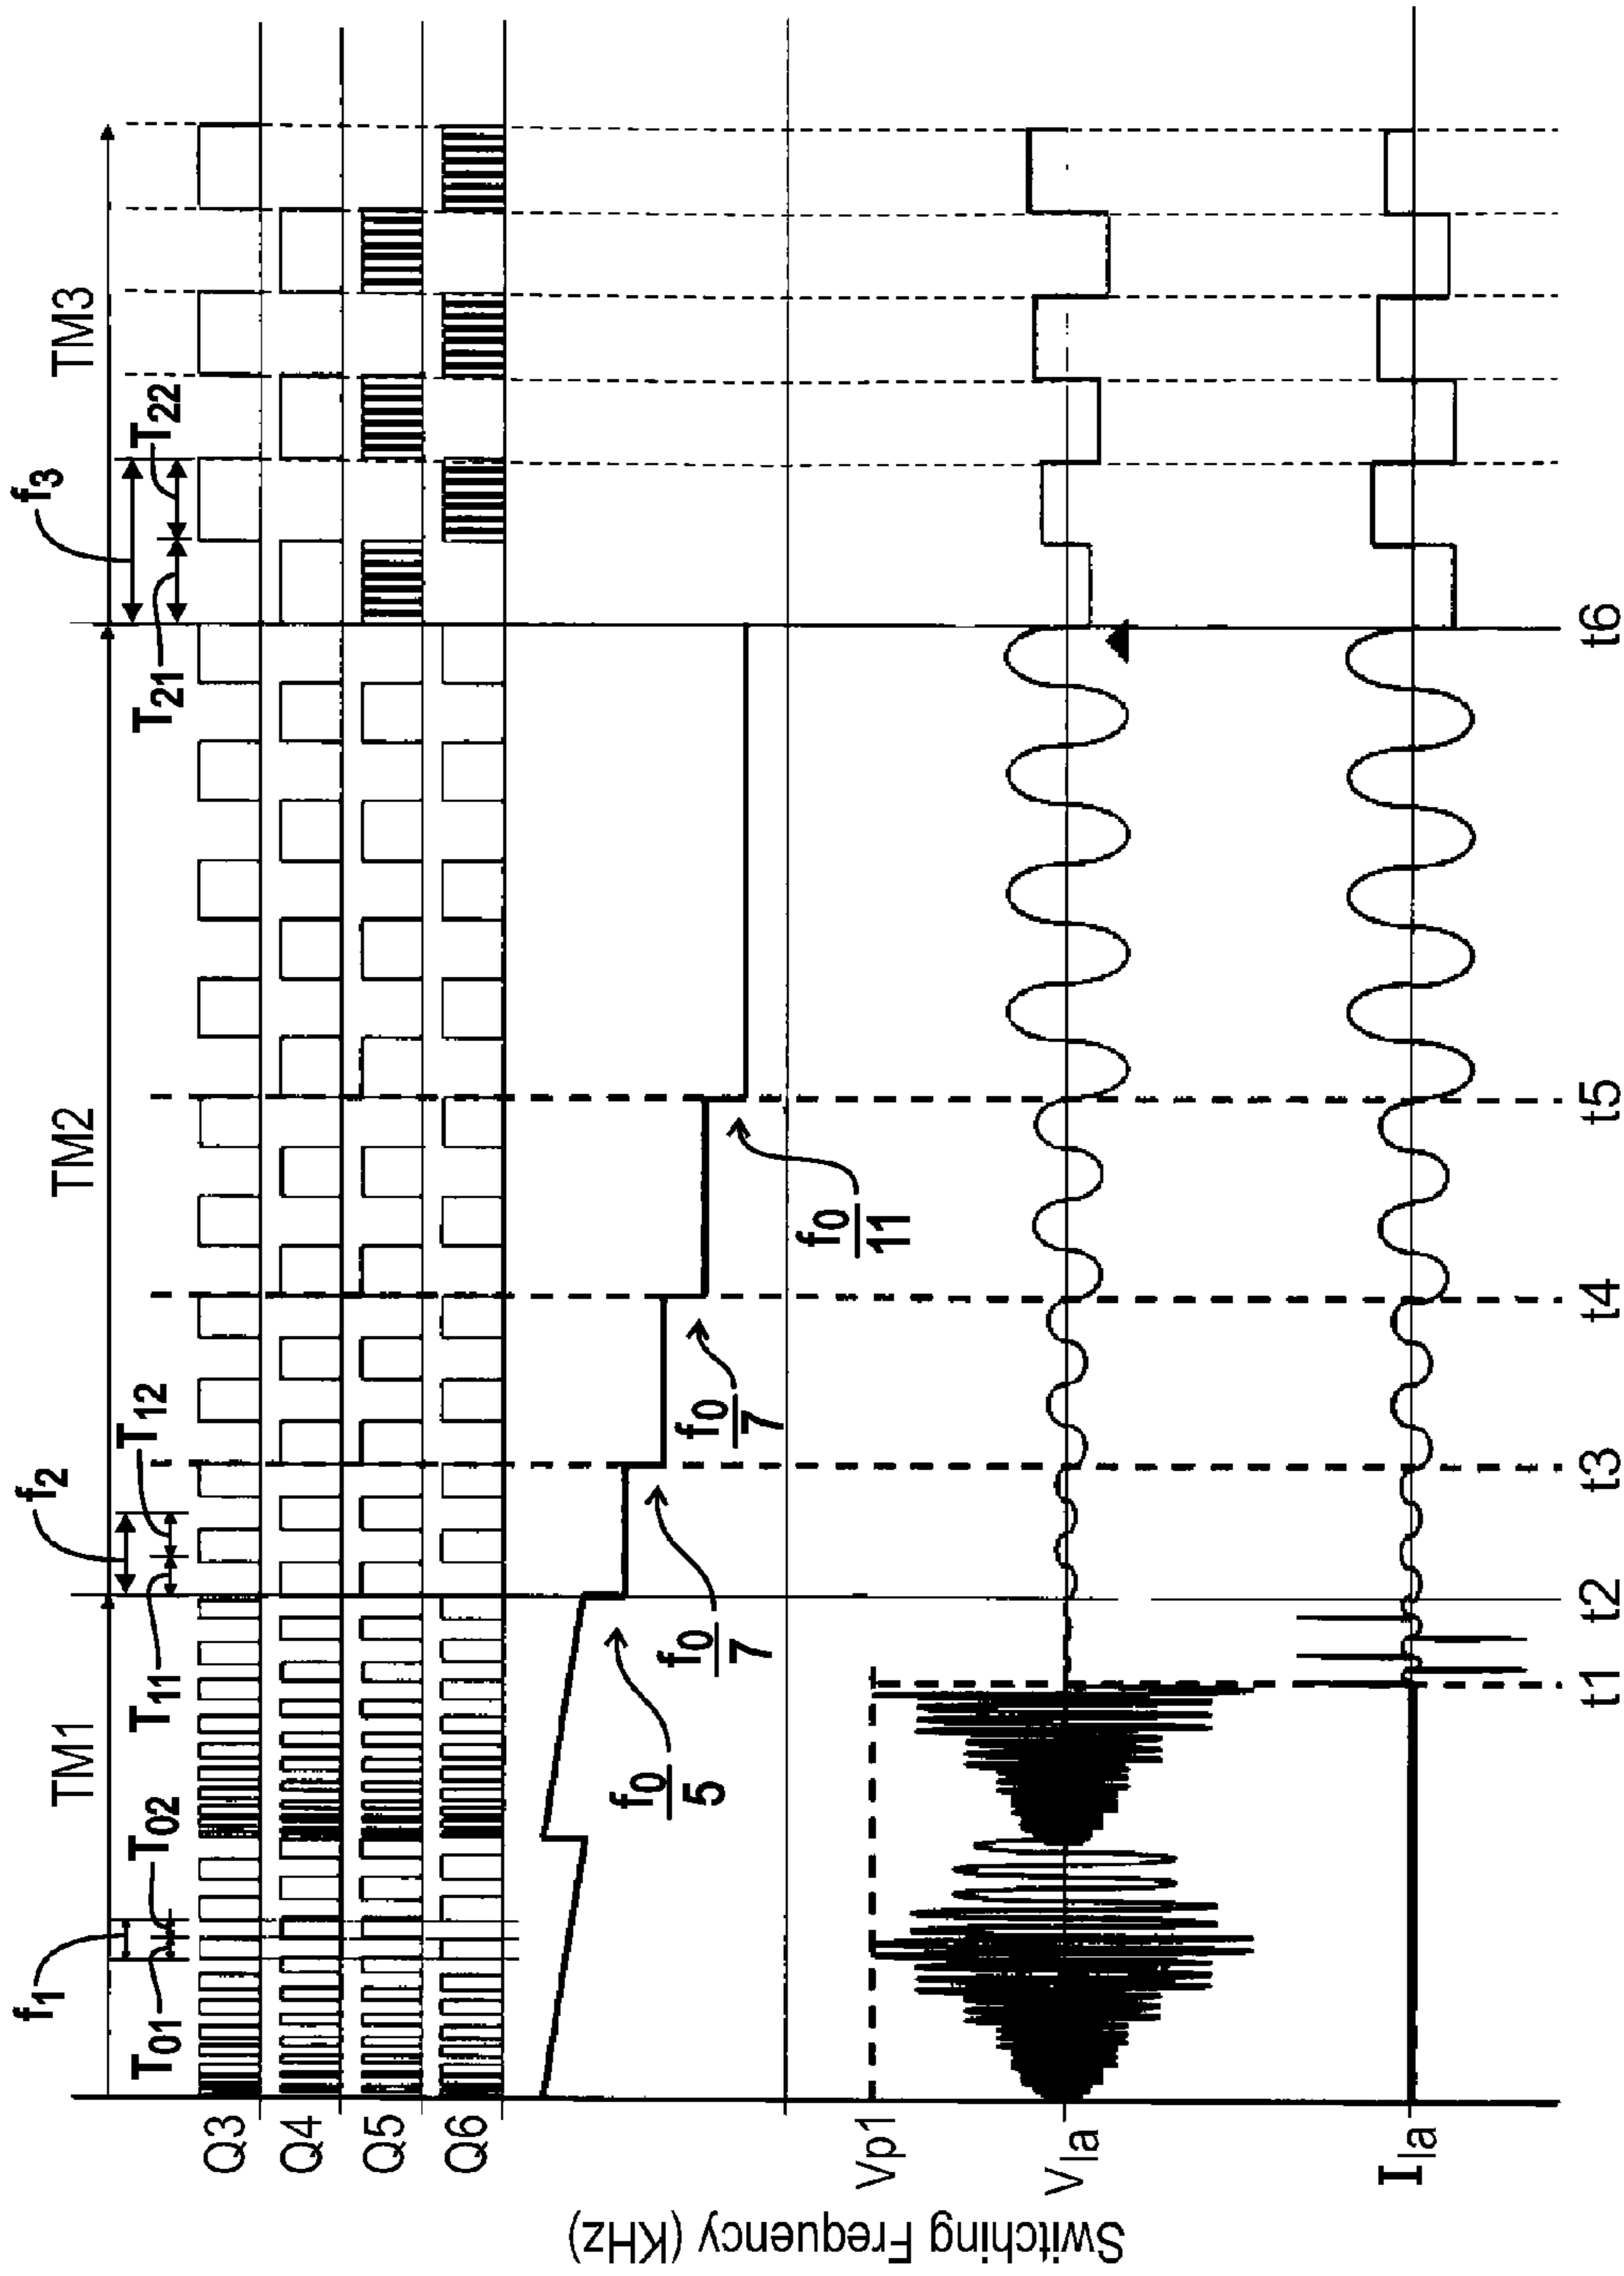 f1
f2
f3
TM1
TM2
TM3
T01
T02
T11
T12
T21
T22
Q3
Q4
Q5
Q6
f0
5
f0
7
f0
7
f0
11
Switching Frequency (KHz)
Vp1
Vla
Ila
t1
t2
t3
t4
t5
t6